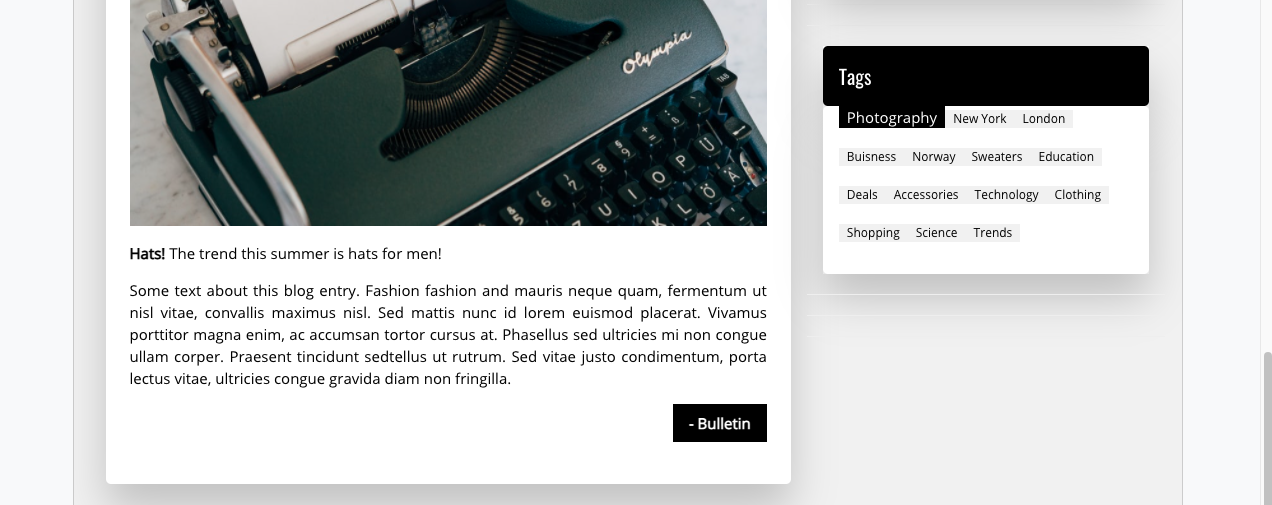 Olympia
TAB
Tags
Photography New York London
Buisness Norway Sweaters Education
Deals Accessories Technology Clothing
Shopping Science Trends
Hats! The trend this summer is hats for men!
Some text about this blog entry. Fashion fashion and mauris neque quam, fermentum ut
nisl vitae, convallis maximus nisl. Sed mattis nunc id lorem euismod placerat. Vivamus
porttitor magna enim, ac accumsan tortor cursus at. Phasellus sed ultricies mi non congue
ullam corper. Praesent tincidunt sedtellus ut rutrum. Sed vitae justo condimentum, porta
lectus vitae, ultricies congue gravida diam non fringilla.
- Bulletin